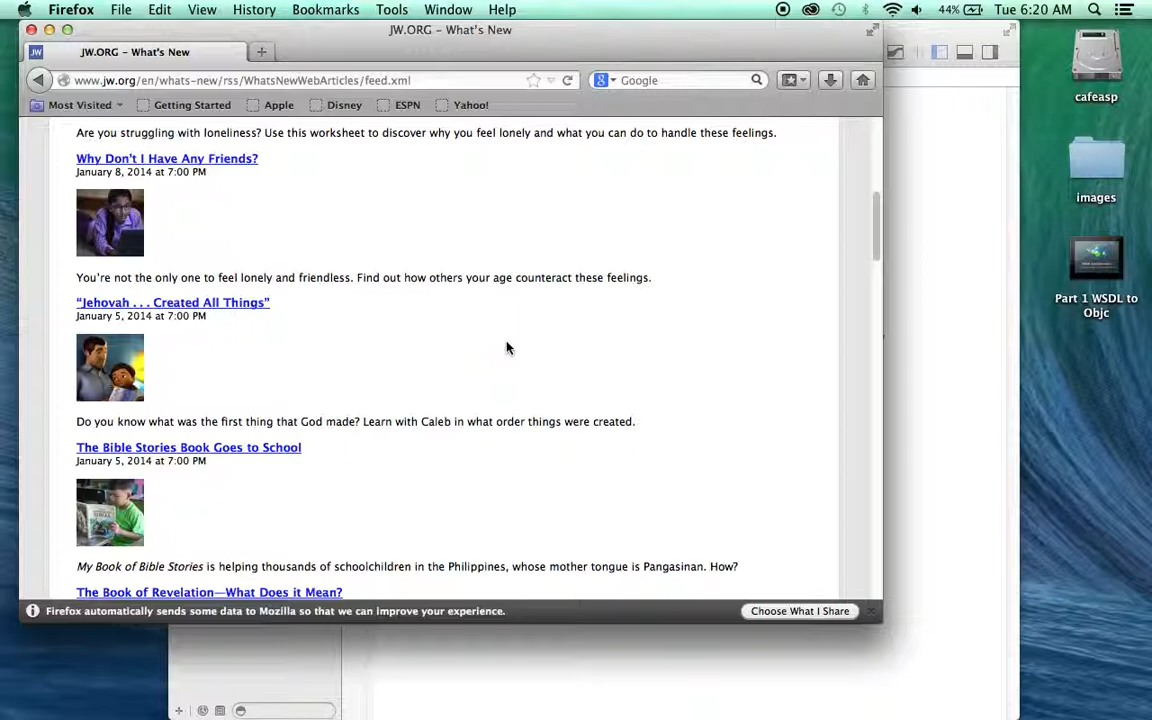 Firefox File Edit View History Bookmarks Tools Window Help 44% Tue 6:20 AM
JW.ORG - What's New
JW JW.ORG - What's New
www.jw.org/en/whats-new/rss/WhatsNewWebArticles/feed.xml Google
Most Visited Getting Started Apple Disney ESPN Yahoo!
Are you struggling with loneliness? Use this worksheet to discover why you feel lonely and what you can do to handle these feelings.
Why Don't I Have Any Friends?
January 8, 2014 at 7:00 PM
You're not the only one to feel lonely and friendless. Find out how others your age counteract these feelings.
“Jehovah . . . Created All Things”
January 5, 2014 at 7:00 PM
Do you know what was the first thing that God made? Learn with Caleb in what order things were created.
The Bible Stories Book Goes to School
January 5, 2014 at 7:00 PM
My Book of Bible Stories is helping thousands of schoolchildren in the Philippines, whose mother tongue is Pangasinan. How?
The Book of Revelation—What Does it Mean?
Firefox automatically sends some data to Mozilla so that we can improve your experience. Choose What I Share
cafeasp
images
Part 1 WSDL to
Objc